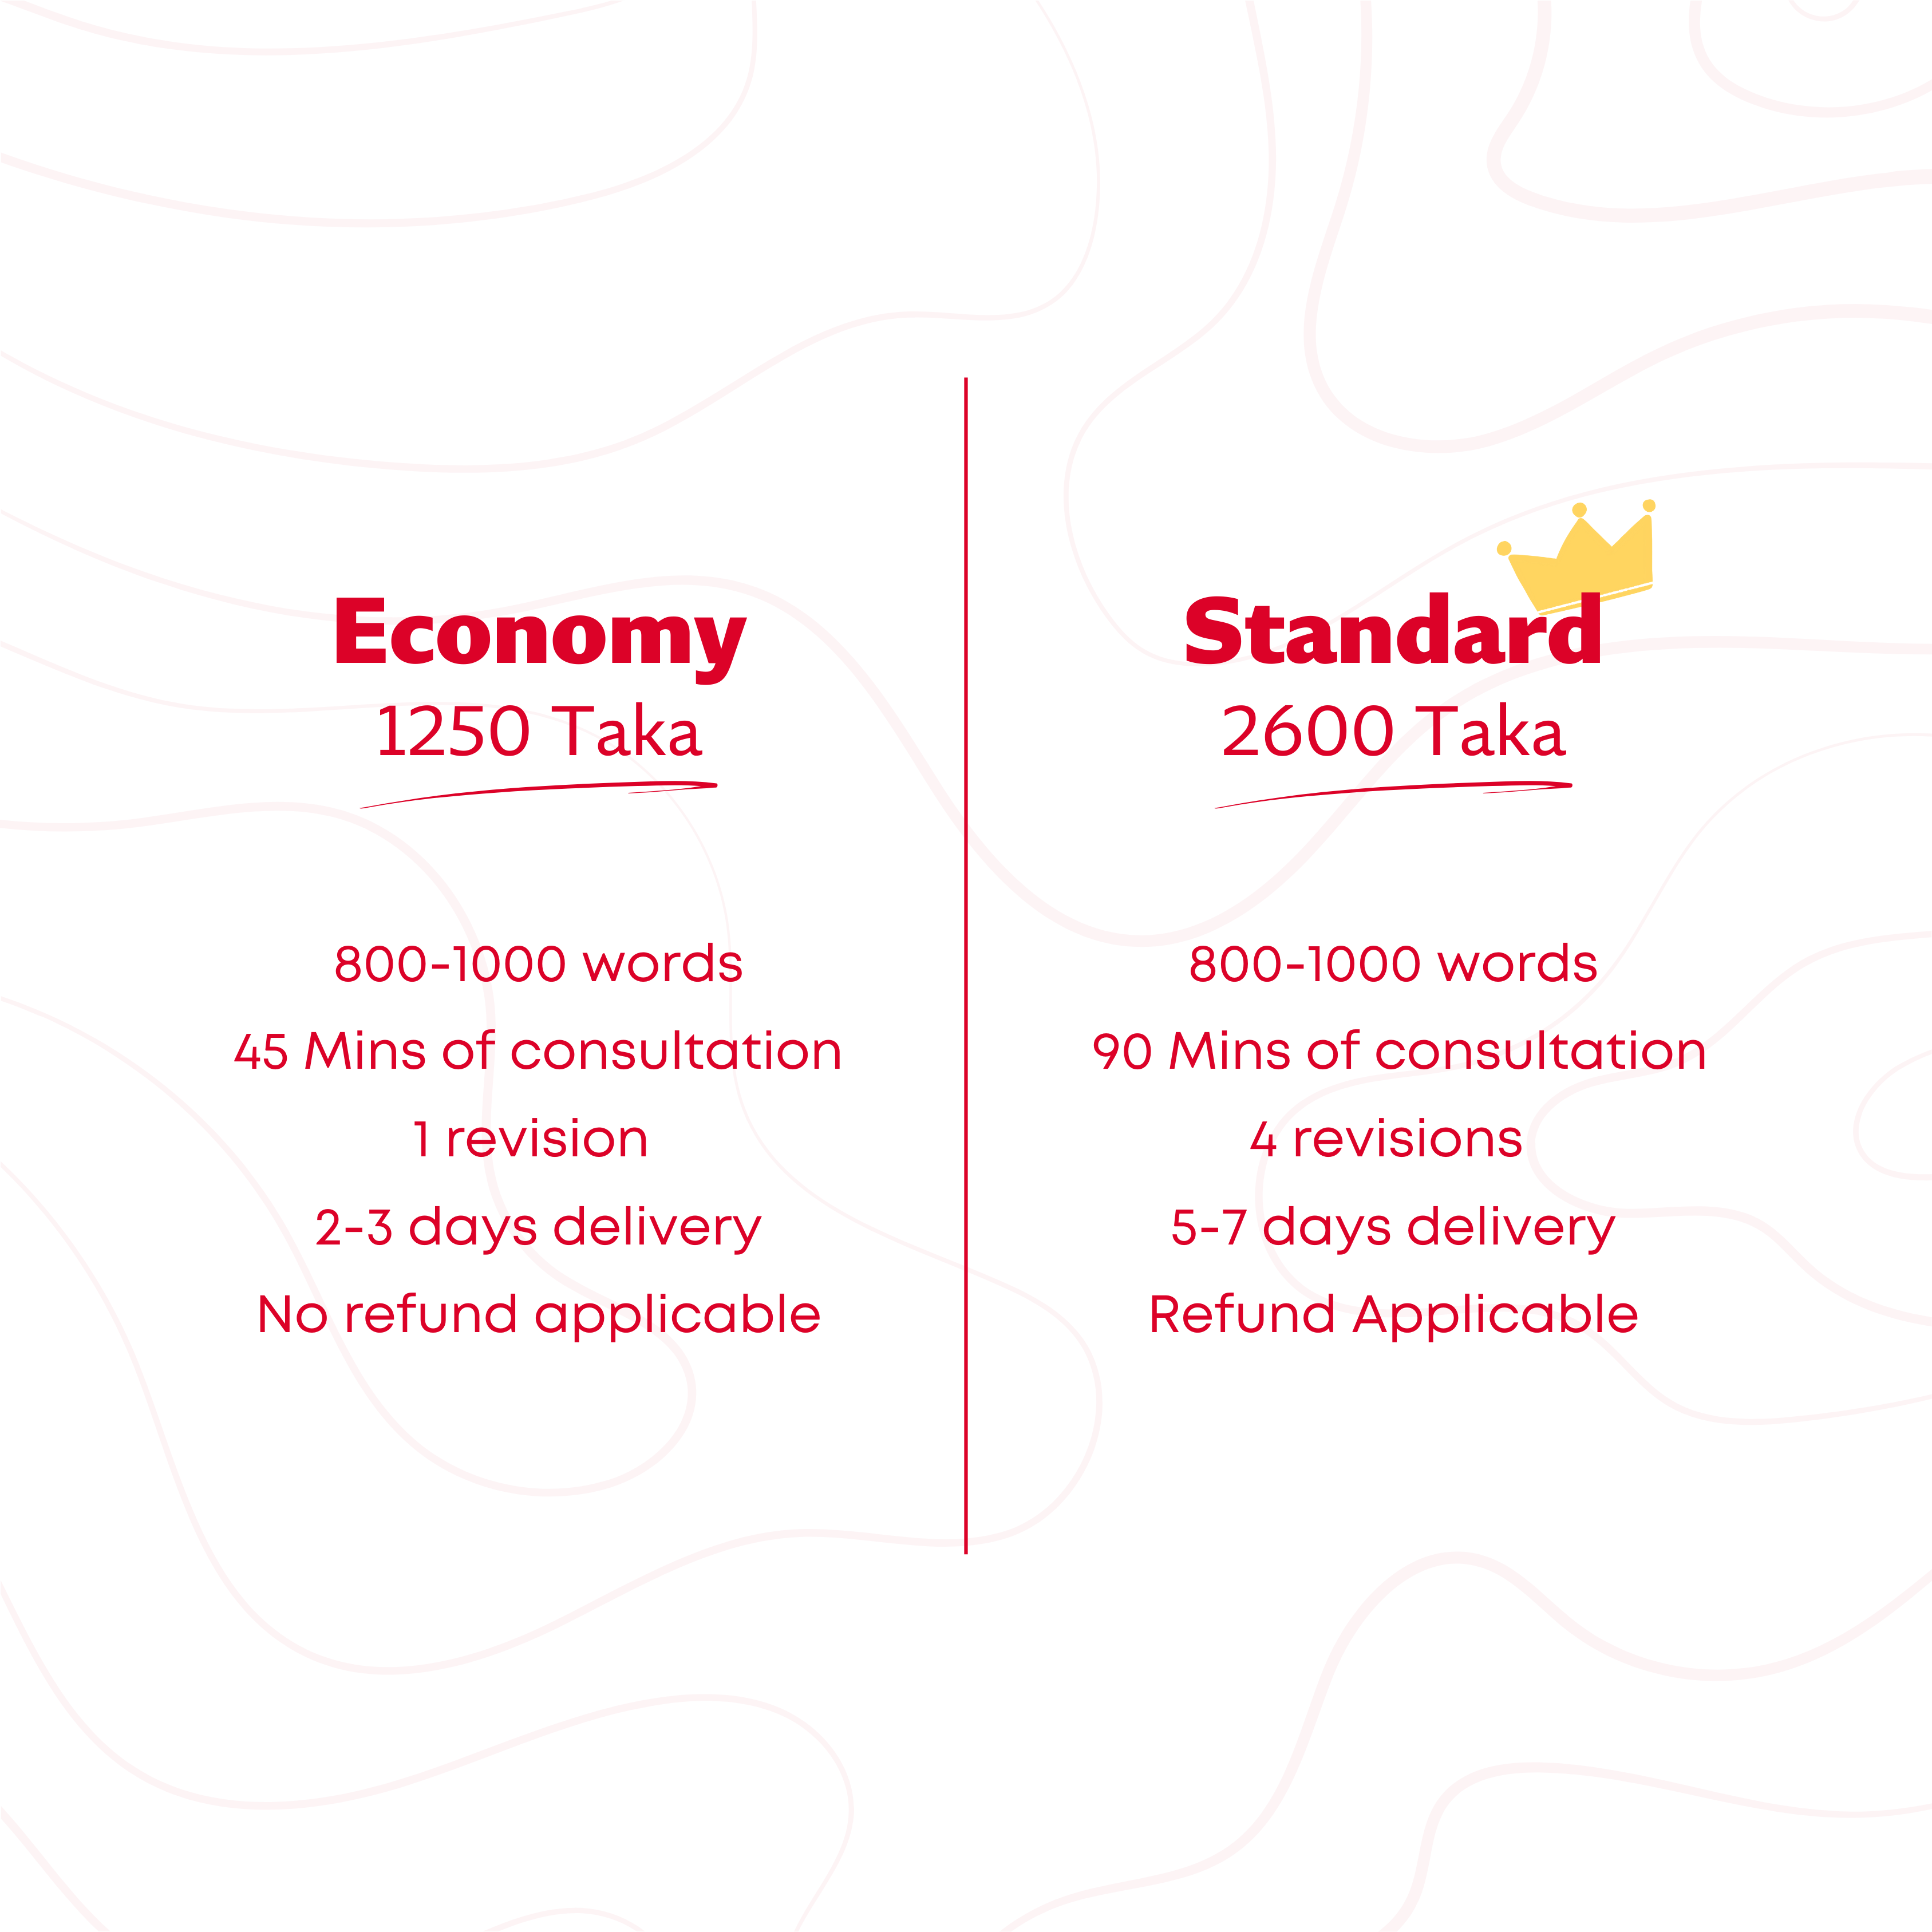 Economy
1250 Taka
800-1000 words
45 Mins of consultation
1 revision
2-3 days delivery
No refund applicable
Standard
2600 Taka
800-1000 words
90 Mins of consultation
4 revisions
5-7 days delivery
Refund Applicable